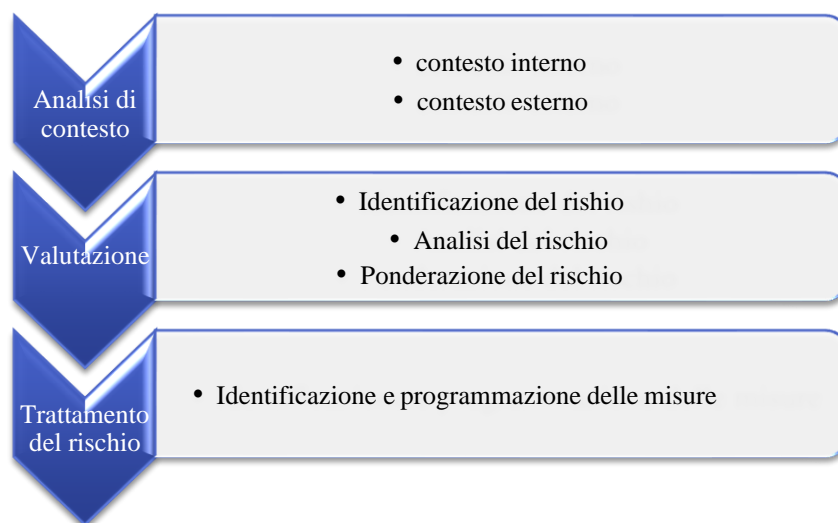 Analisi di
contesto
• contesto interno
• contesto esterno
Valutazione
• Identificazione del rishio
• Analisi del rischio
• Ponderazione del rischio
Trattamento
del rischio
• Identificazione e programmazione delle misure